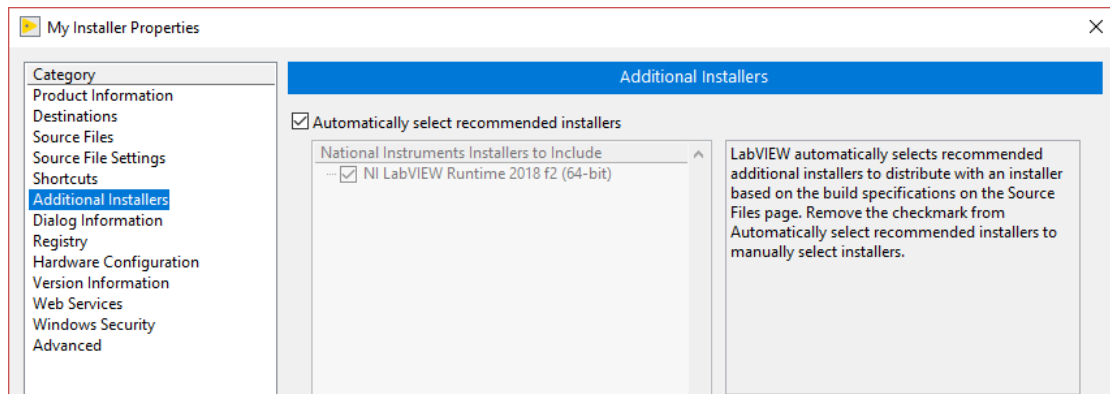 My Installer Properties
Category
Product Information
Destinations
Source Files
Source File Settings
Shortcuts
Additional Installers
Dialog Information
Registry
Hardware Configuration
Version Information
Web Services
Windows Security
Advanced
Additional Installers
Automatically select recommended installers
National Instruments Installers to Include
NI LabVIEW Runtime 2018 f2 (64-bit)
LabVIEW automatically selects recommended
additional installers to distribute with an installer
based on the build specifications on the Source
Files page. Remove the checkmark from
Automatically select recommended installers to
manually select installers.